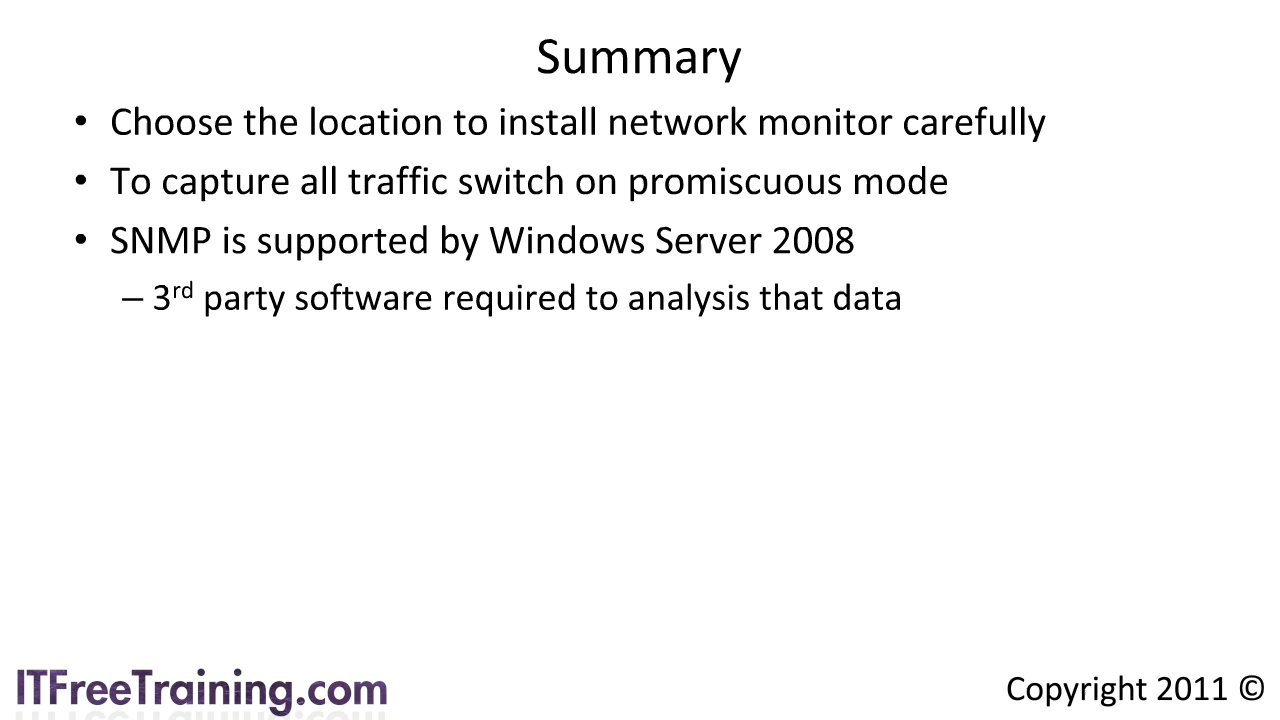 Summary
• Choose the location to install network monitor carefully
• To capture all traffic switch on promiscuous mode
• SNMP is supported by Windows Server 2008
– 3rd party software required to analysis that data
ITFreeTraining.com
Copyright 2011 ©